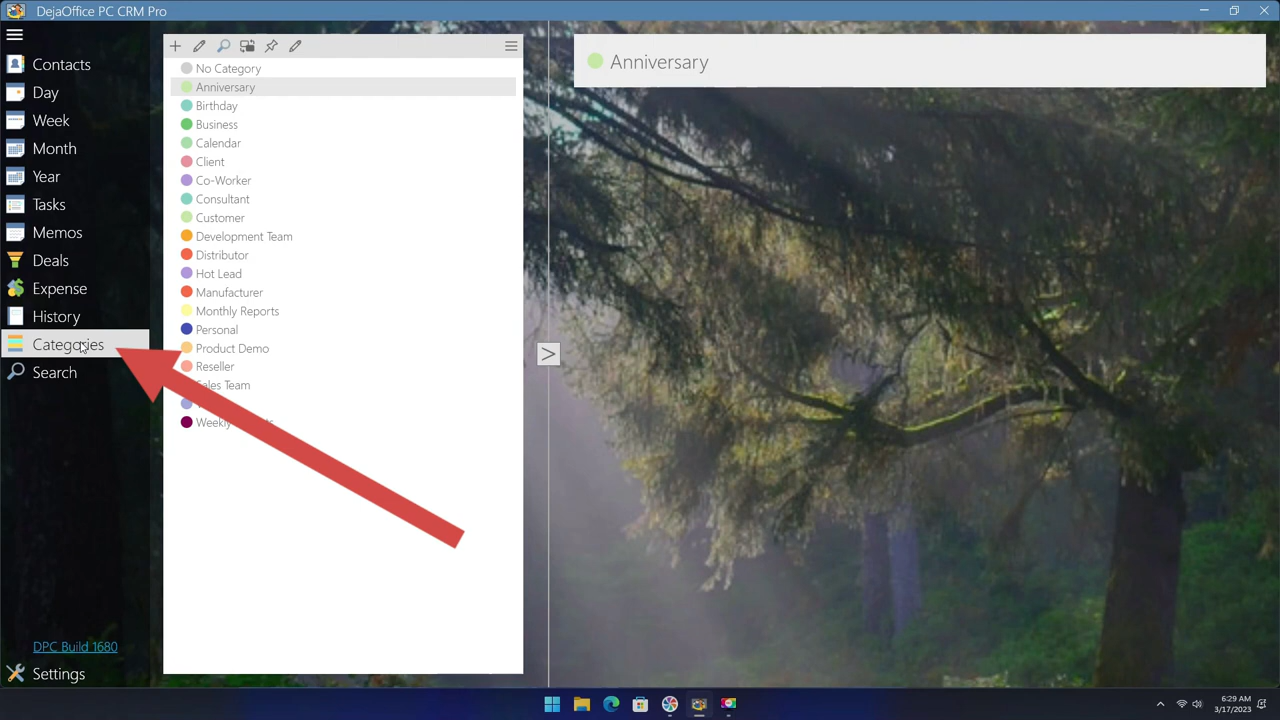 DejaOffice PC CRM Pro
Contacts
Day
Week
Month
Year
Tasks
Memos
Deals
Expense
History
Categories
Search
DPC Build 1680
Settings
No Category
Anniversary
Birthday
Business
Calendar
Client
Co-Worker
Consultant
Customer
Development Team
Distributor
Hot Lead
Manufacturer
Monthly Reports
Personal
Product Demo
Reseller
Sales Team
Weekly
>
Anniversary
6:29 AM
3/17/2023